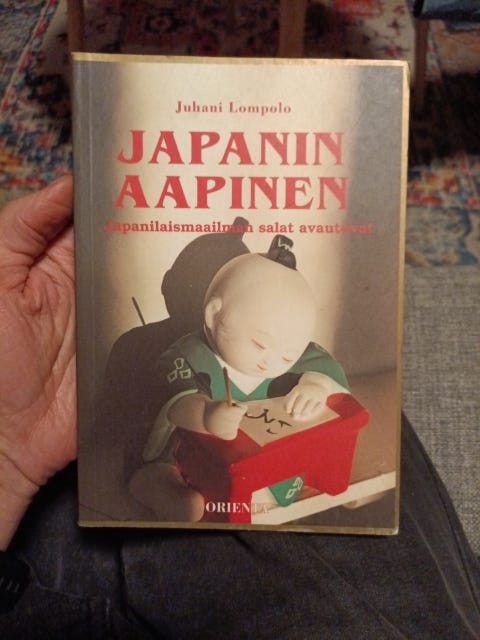 Juhani Lompolo
JAPANIN
AAPINEN
Japanilaismaailman salat avautuvat
ORIENTA